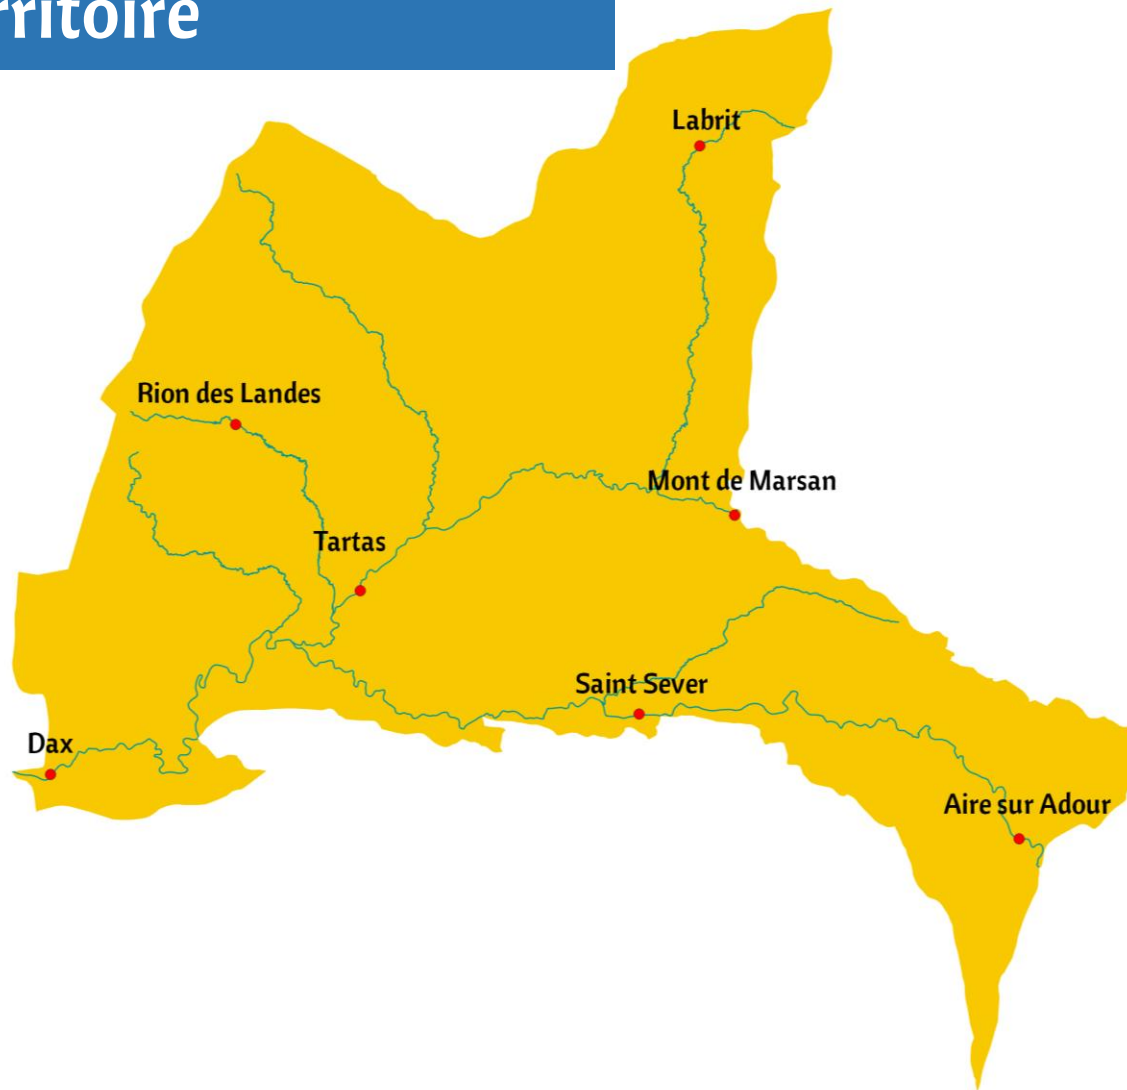 rritoire
Labrit
Rion des Landes
Mont de Marsan
Tartas
Saint Sever
Dax
Aire sur Adour